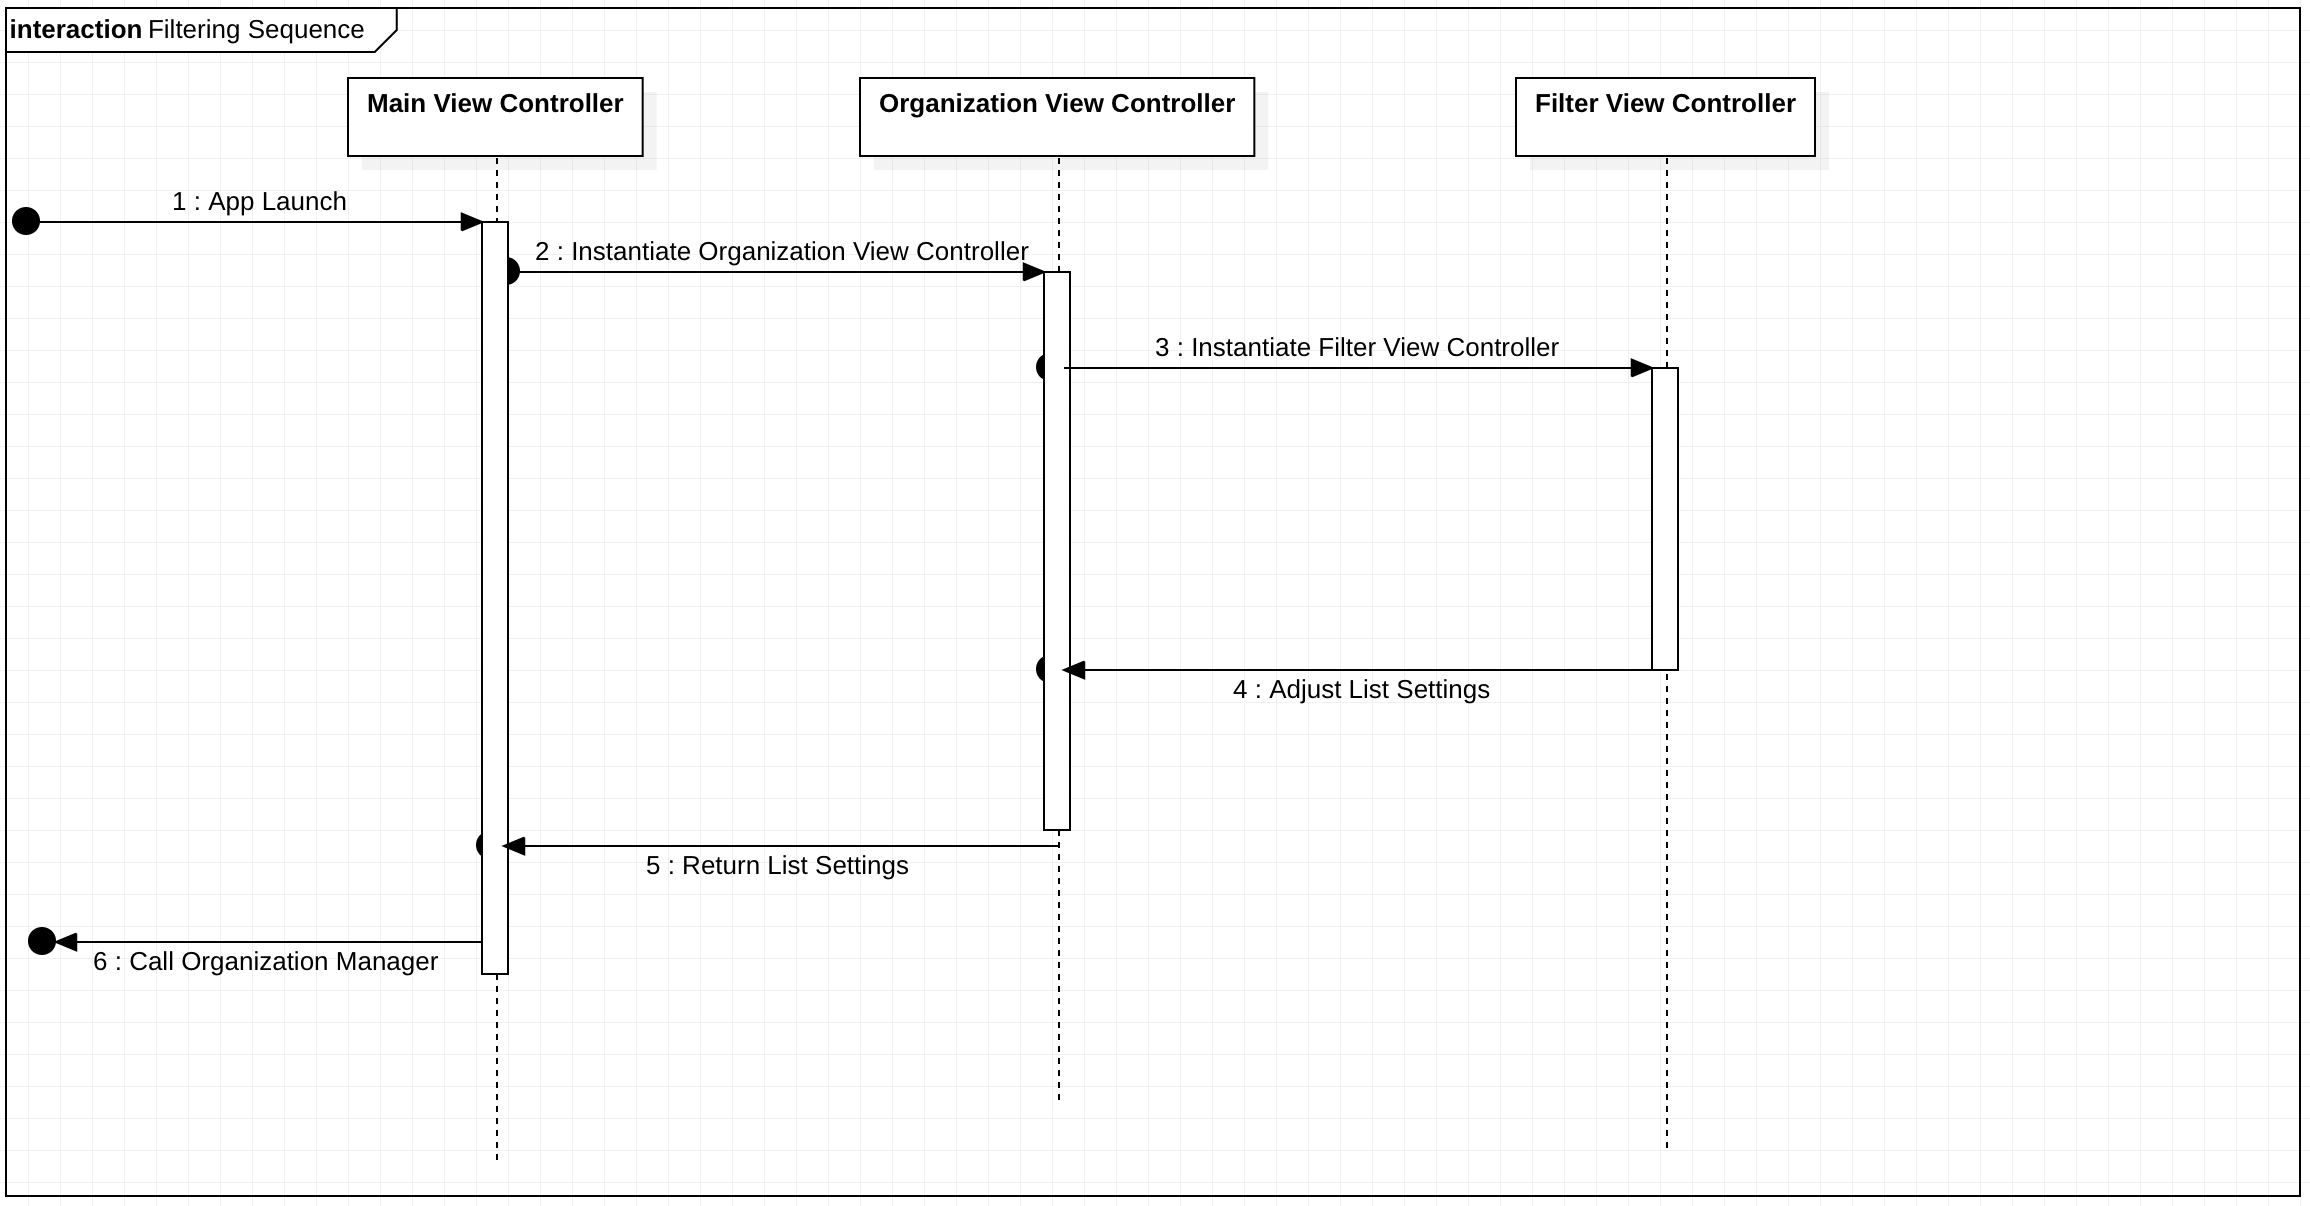 interaction Filtering Sequence
Main View Controller
Organization View Controller
Filter View Controller
1 : App Launch
2 : Instantiate Organization View Controller
3 : Instantiate Filter View Controller
4 : Adjust List Settings
5 : Return List Settings
6 : Call Organization Manager